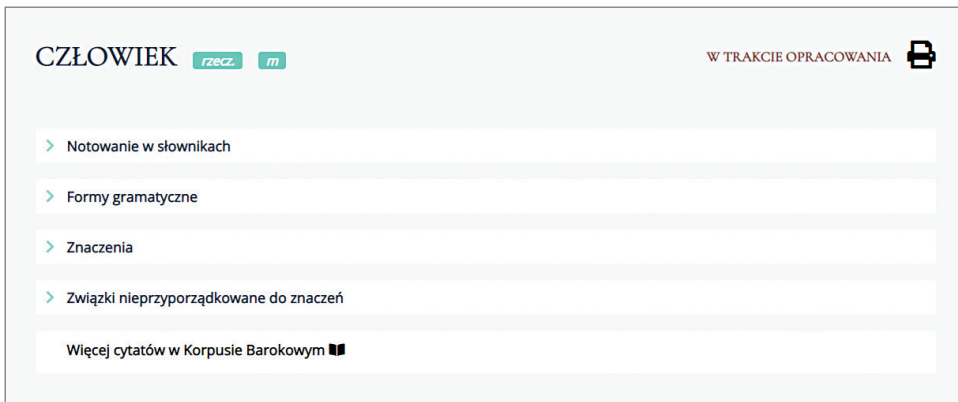 CZŁOWIEK rzecz. m W TRAKCIE OPRACOWANIA
Notowanie w słownikach
Formy gramatyczne
Znaczenia
Związki nieprzyporządkowane do znaczeń
Więcej cytatów w Korpusie Barokowym